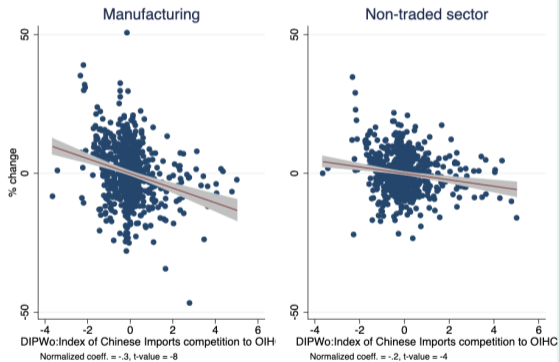 Manufacturing
50
0
-50
% change
-4 -2 0 2 4 6
DIPWo:Index of Chinese Imports competition to OIH
Normalized coeff. = -.3, t-value = -8
Non-traded sector
50
0
-50
-4 -2 0 2 4 6
DIPWo:Index of Chinese Imports competition to OIHC
Normalized coeff. = -.2, t-value = -4